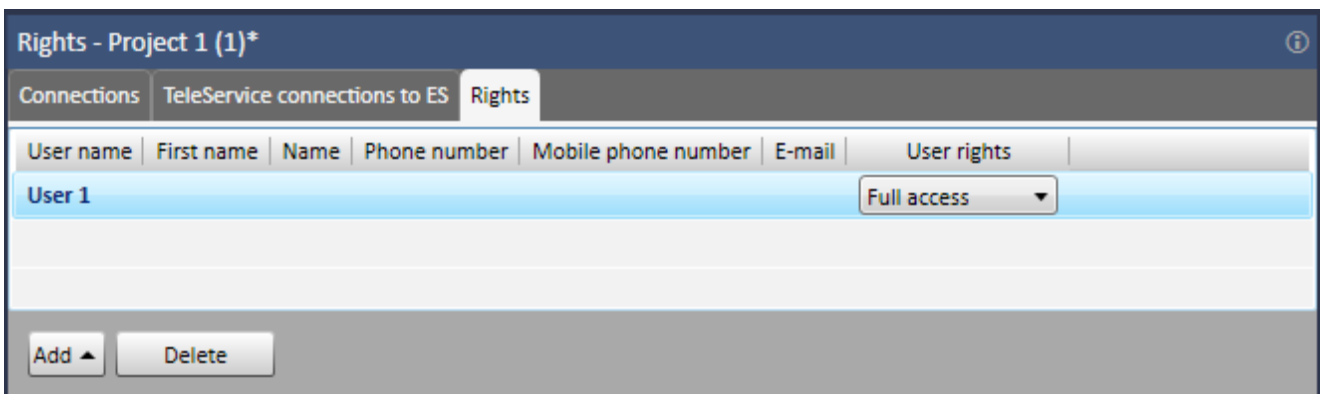 Rights - Project 1 (1)*
Connections TeleService connections to ES Rights
User name First name Name Phone number Mobile phone number E-mail User rights
User 1 Full access
Add Delete